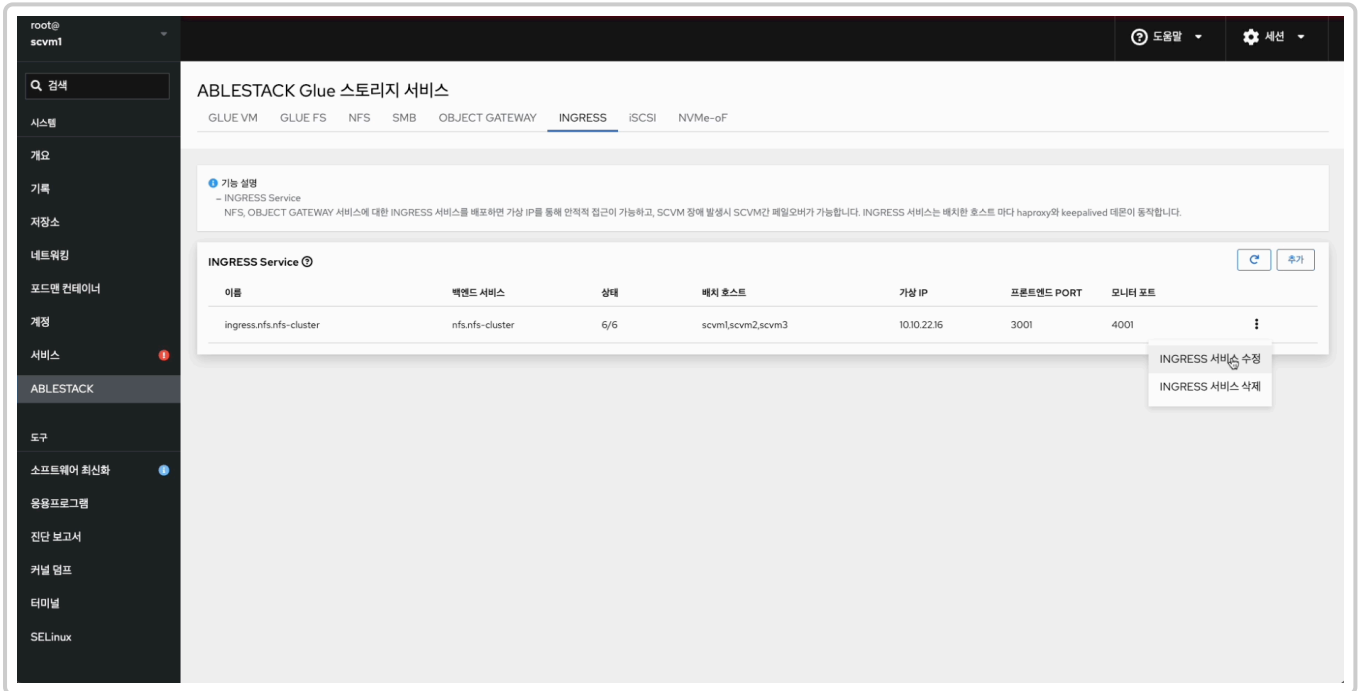 root@
scvm1
도움말
세션
검색
시스템
개요
기록
저장소
네트워킹
포드맨 컨테이너
계정
서비스
ABLESTACK
도구
소프트웨어 최신화
응용프로그램
진단 보고서
커널 덤프
터미널
SELinux
ABLESTACK Glue 스토리지 서비스
GLUE VM GLUE FS NFS SMB OBJECT GATEWAY INGRESS iSCSI NVMe-oF
기능 설명
– INGRESS Service
NFS, OBJECT GATEWAY 서비스에 대한 INGRESS 서비스를 배포하면 가상 IP를 통해 안적적 접근이 가능하고, SCVM 장애 발생시 SCVM간 페일오버가 가능합니다. INGRESS 서비스는 배치한 호스트 마다 haproxy와 keepalived 데몬이 동작합니다.
INGRESS Service
추가
이름 백엔드 서비스 상태 배치 호스트 가상 IP 프론트엔드 PORT 모니터 포트
ingress.nfs.nfs-cluster nfs.nfs-cluster 6/6 scvm1,scvm2,scvm3 10.10.22.16 3001 4001
INGRESS 서비스 수정
INGRESS 서비스 삭제